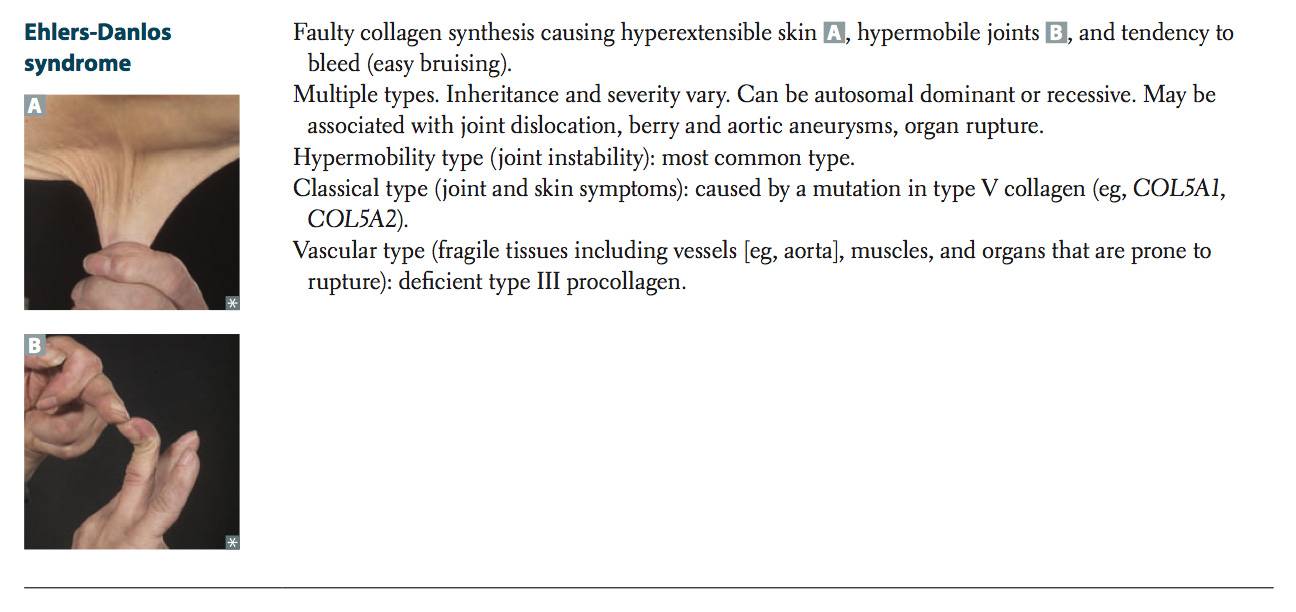 Ehlers-Danlos
syndrome
A
*
B
*
Faulty collagen synthesis causing hyperextensible skin A, hypermobile joints B, and tendency to
bleed (easy bruising).
Multiple types. Inheritance and severity vary. Can be autosomal dominant or recessive. May be
associated with joint dislocation, berry and aortic aneurysms, organ rupture.
Hypermobility type (joint instability): most common type.
Classical type (joint and skin symptoms): caused by a mutation in type V collagen (eg, COL5A1,
COL5A2).
Vascular type (fragile tissues including vessels [eg, aorta], muscles, and organs that are prone to
rupture): deficient type III procollagen.